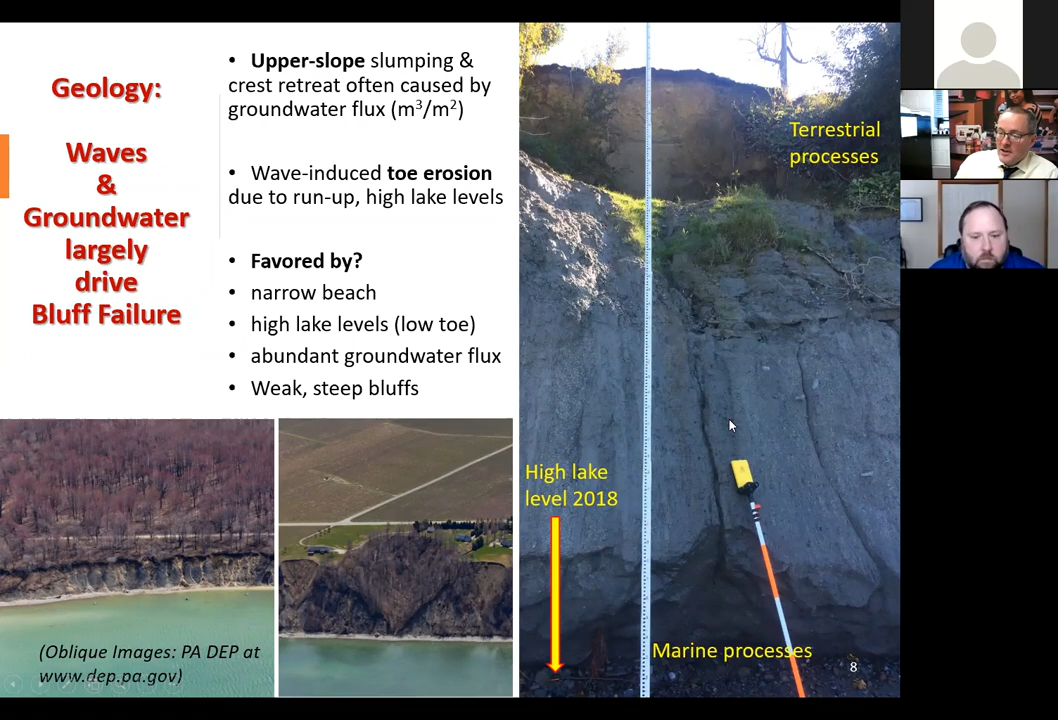 Geology:
Waves
&
Groundwater
largely
drive
Bluff Failure
• Upper-slope slumping &
crest retreat often caused by
groundwater flux (m³/m²)
• Wave-induced toe erosion
due to run-up, high lake levels
• Favored by?
• narrow beach
• high lake levels (low toe)
• abundant groundwater flux
• Weak, steep bluffs
Terrestrial
processes
High lake
level 2018
Marine processes
8
(Oblique Images: PA DEP at
www.dep.pa.gov)